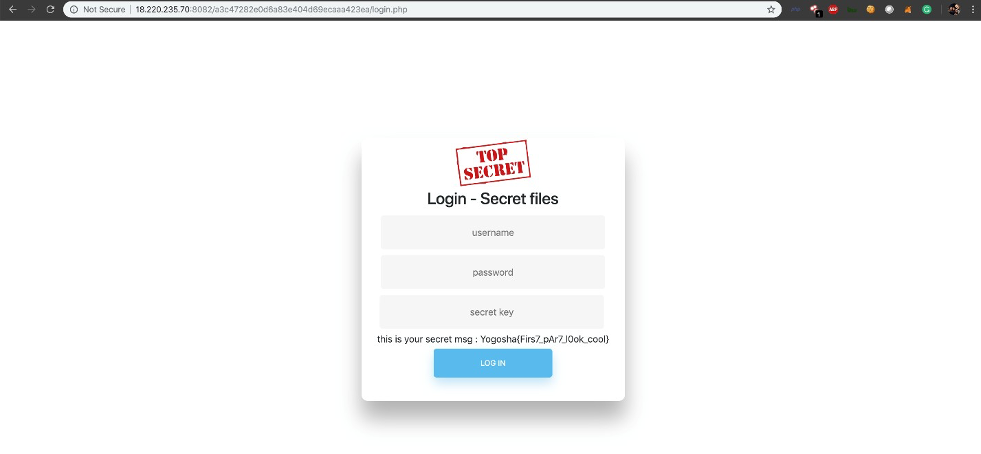 Not Secure | 18.220.235.70:8082/a3c47282e0d6a83e404d69ecaaa423ea/login.php
TOP
SECRET
Login - Secret files
username
password
secret key
this is your secret msg : Yogosha{Firs7_pAr7_l0ok_cool}
LOG IN